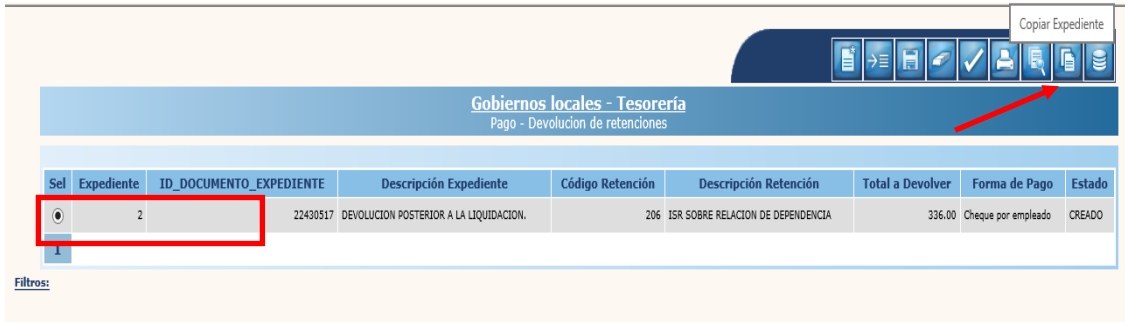 Copiar Expediente
Gobiernos locales - Tesorería
Pago - Devolucion de retenciones
Sel Expediente ID_DOCUMENTO_EXPEDIENTE Descripción Expediente Código Retención Descripción Retención Total a Devolver Forma de Pago Estado
2 22430517 DEVOLUCION POSTERIOR A LA LIQUIDACION. 206 ISR SOBRE RELACION DE DEPENDENCIA 336.00 Cheque por empleado CREADO
1
Filtros: